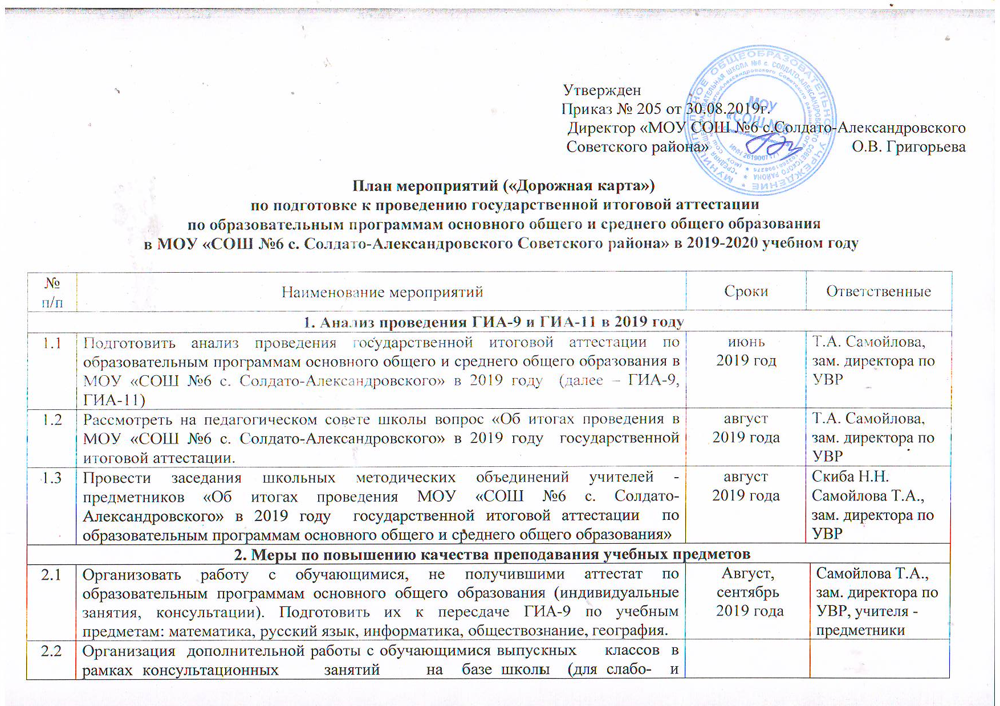 Утвержден
Приказ № 205 от 30.08.2019г.
Директор «МОУ СОШ №6 с.Солдато-Александровского
Советского района» О.В. Григорьева
МОУ
«СОШ №6
ИНН 2619007171
План мероприятий («Дорожная карта»)
по подготовке к проведению государственной итоговой аттестации
по образовательным программам основного общего и среднего общего образования
в МОУ «СОШ №6 с. Солдато-Александровского Советского района» в 2019-2020 учебном году
№
п/п
Наименование мероприятий
Сроки
Ответственные
1. Анализ проведения ГИА-9 и ГИА-11 в 2019 году
1.1
Подготовить анализ проведения государственной итоговой аттестации по
образовательным программам основного общего и среднего общего образования в
МОУ «СОШ №6 с. Солдато-Александровского» в 2019 году (далее – ГИА-9,
ГИА-11)
июнь
2019 год
Т.А. Самойлова,
зам. директора по
УВР
1.2
Рассмотреть на педагогическом совете школы вопрос «Об итогах проведения в
МОУ «СОШ №6 с. Солдато-Александровского» в 2019 году государственной
итоговой аттестации.
август
2019 года
Т.А. Самойлова,
зам. директора по
УВР
1.3
Провести заседания школьных методических объединений учителей -
предметников «Об итогах проведения МОУ «СОШ №6 с. Солдато-
Александровского» в 2019 году государственной итоговой аттестации по
образовательным программам основного общего и среднего общего образования»
август
2019 года
Скиба Н.Н.
Самойлова Т.А.,
зам. директора по
УВР
2. Меры по повышению качества преподавания учебных предметов
2.1
Организовать работу с обучающимися, не получившими аттестат по
образовательным программам основного общего образования (индивидуальные
занятия, консультации). Подготовить их к пересдаче ГИА-9 по учебным
предметам: математика, русский язык, информатика, обществознание, география.
Август,
сентябрь
2019 года
Самойлова Т.А.,
зам. директора по
УВР, учителя -
предметники
2.2
Организация дополнительной работы с обучающимися выпускных классов в
рамках консультационных занятий на базе школы (для слабо- и